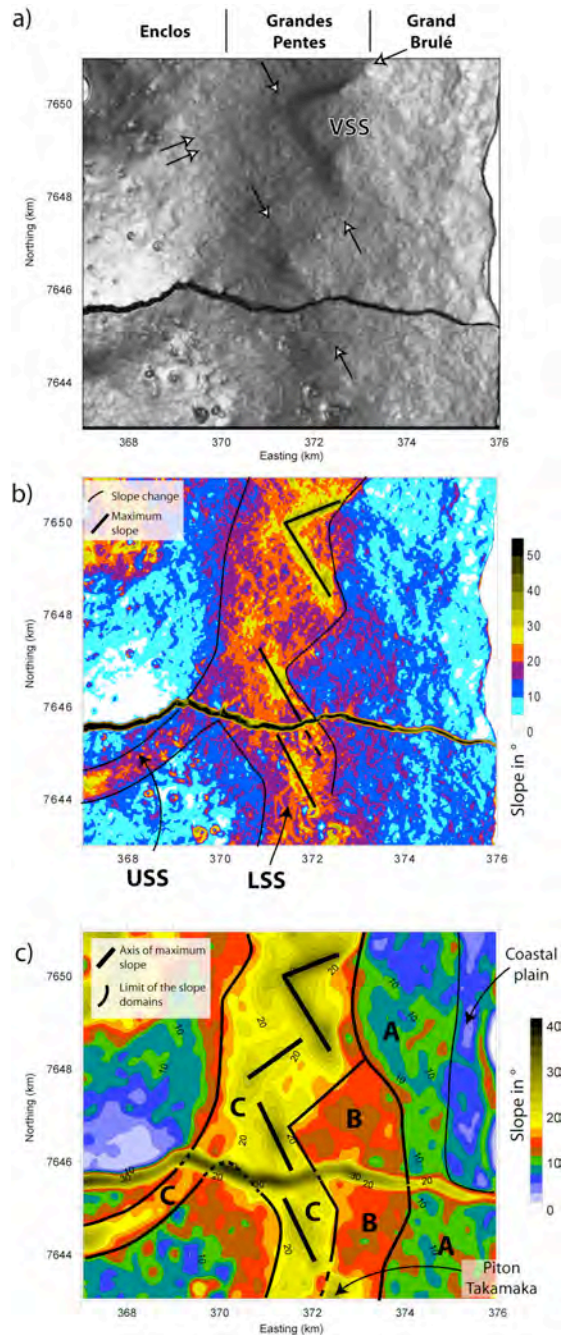 a)
Enclos
Grandes
Pentes
Grand
Brulé
VSS
Northing (km)
7650
7648
7646
7644
368
370
372
374
376
Easting (km)
b)
Slope change
Maximum
slope
Northing (km)
7650
7648
7646
7644
50
40
30
20
10
0
Slope in °
368
370
372
374
376
USS
LSS
c)
Axis of maximum
slope
Limit of the slope
domains
Coastal
plain
Northing (km)
7650
7648
7646
7644
A
B
C
C
B
C
A
10
20
30
40
30
20
10
0
Slope in °
Piton
Takamaka
368
370
372
374
376
Easting (km)